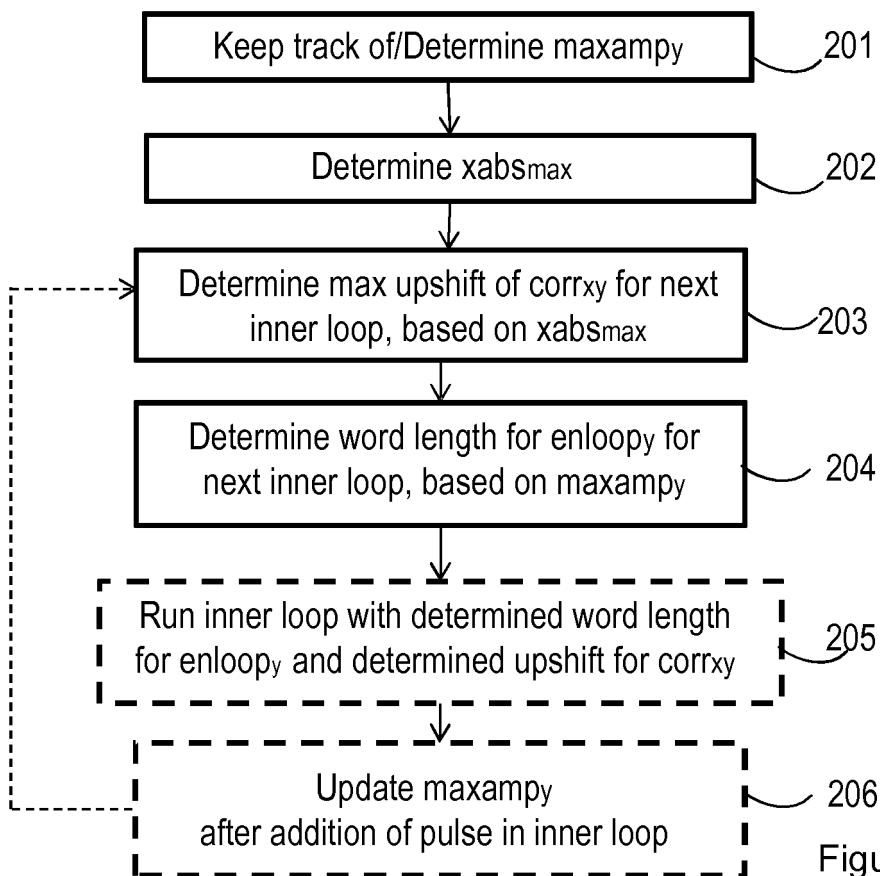 Keep track of/Determine maxampy
201
Determine xabsmax
202
Determine max upshift of corrxy for next
inner loop, based on xabsmax
203
Determine word length for enloopy for
next inner loop, based on maxampy
204
Run inner loop with determined word length
for enloopy and determined upshift for corrxy
205
Update maxampy
after addition of pulse in inner loop
206
Figu